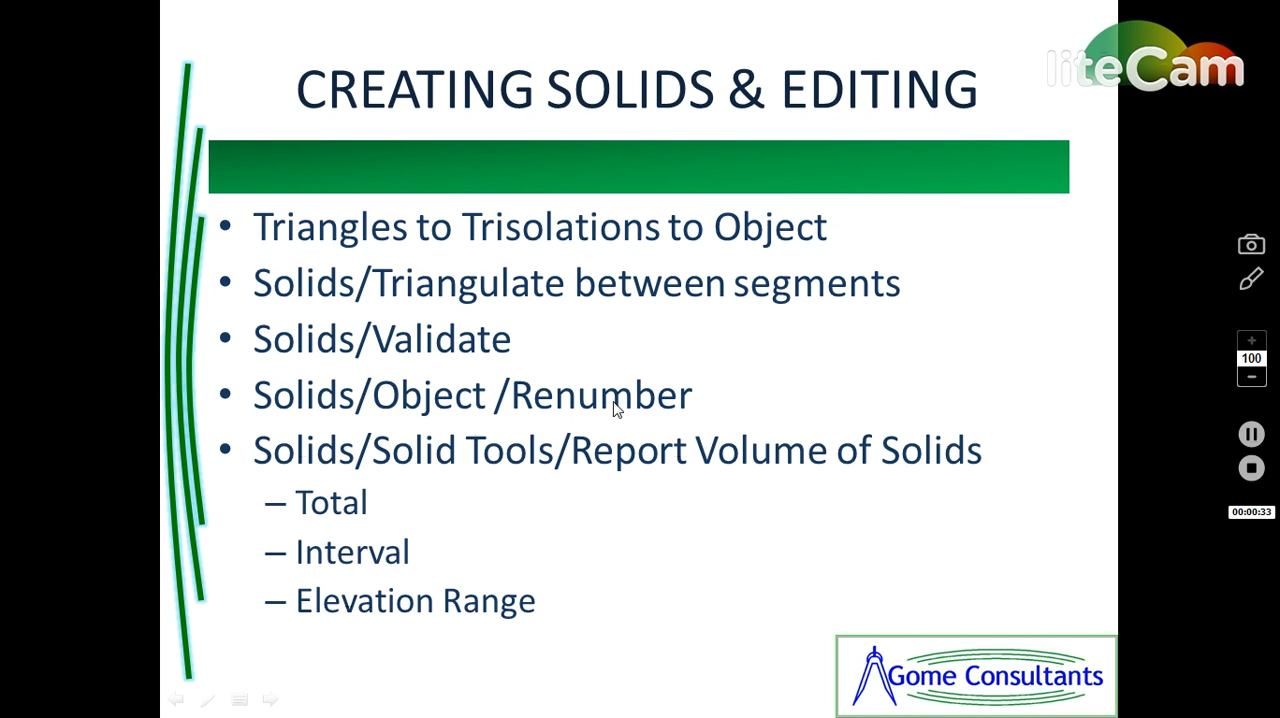 liteCam
CREATING SOLIDS & EDITING
• Triangles to Trisolations to Object
• Solids/Triangulate between segments
• Solids/Validate
• Solids/Object /Renumber
• Solids/Solid Tools/Report Volume of Solids
– Total
– Interval
– Elevation Range
Gome Consultants
100
00:00:33